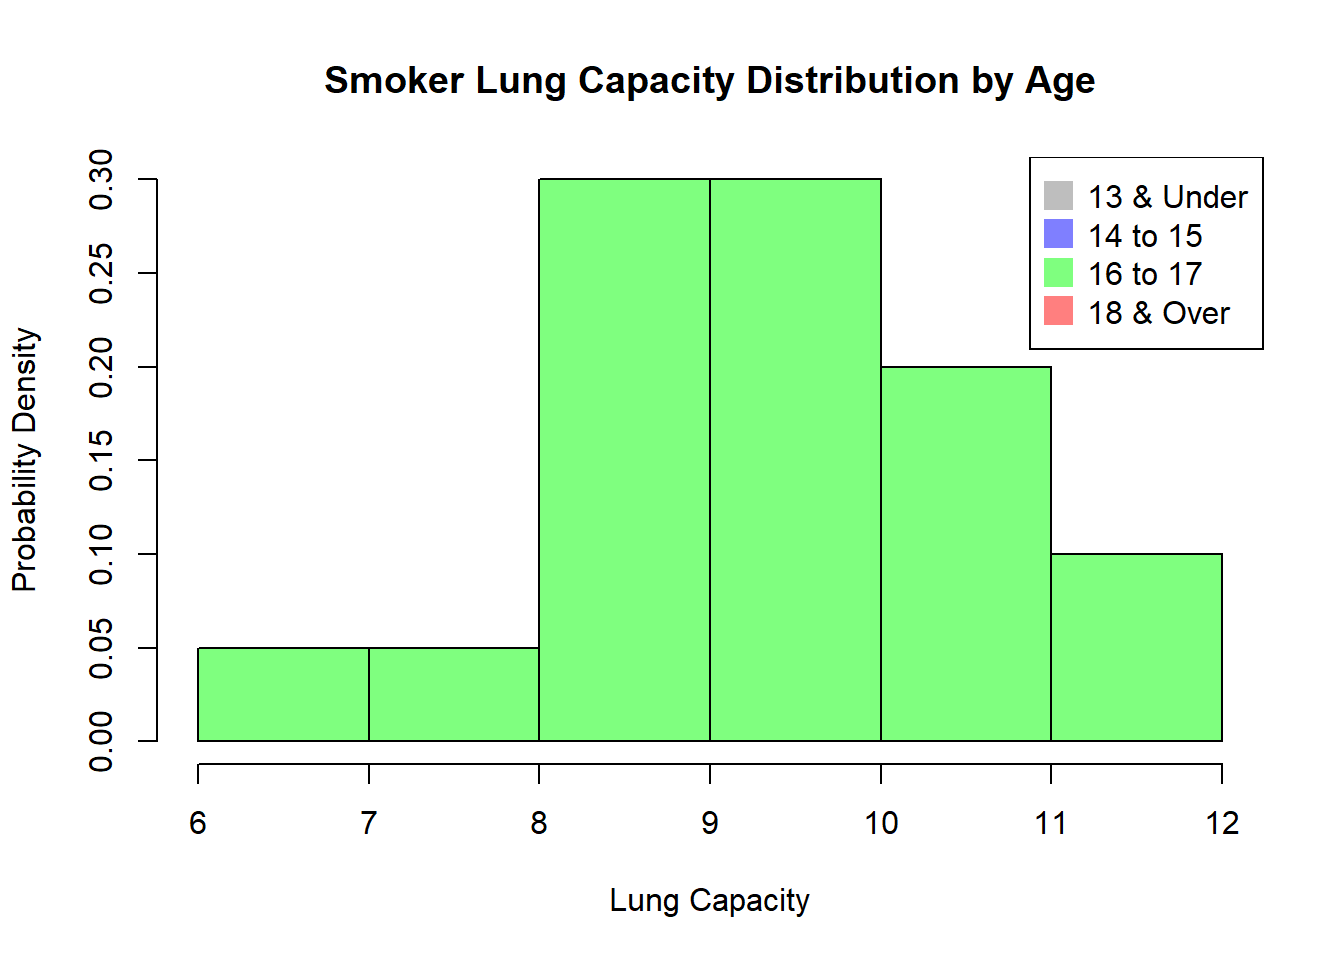 Smoker Lung Capacity Distribution by Age
13 & Under
14 to 15
16 to 17
18 & Over
Probability Density
0.30
0.25
0.20
0.15
0.10
0.05
0.00
6 7 8 9 10 11 12
Lung Capacity